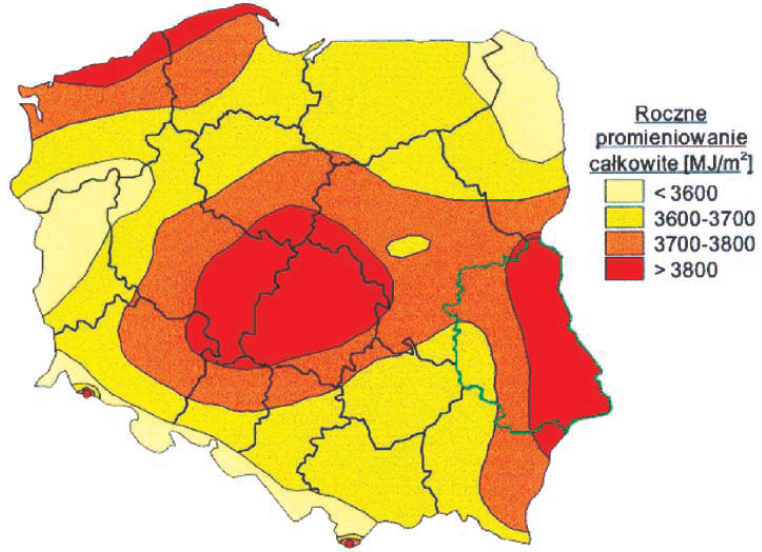 Roczne
promieniowanie
całkowite [MJ/m²]
< 3600
3600-3700
3700-3800
> 3800